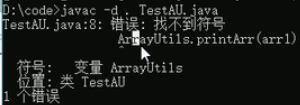 D:\code>javac -d . TestAU.java
TestAU.java:8: 错误: 找不到符号
ArrayUtils.printArr(arr1)
^
符号:   变量 ArrayUtils
位置: 类 TestAU
1 个错误